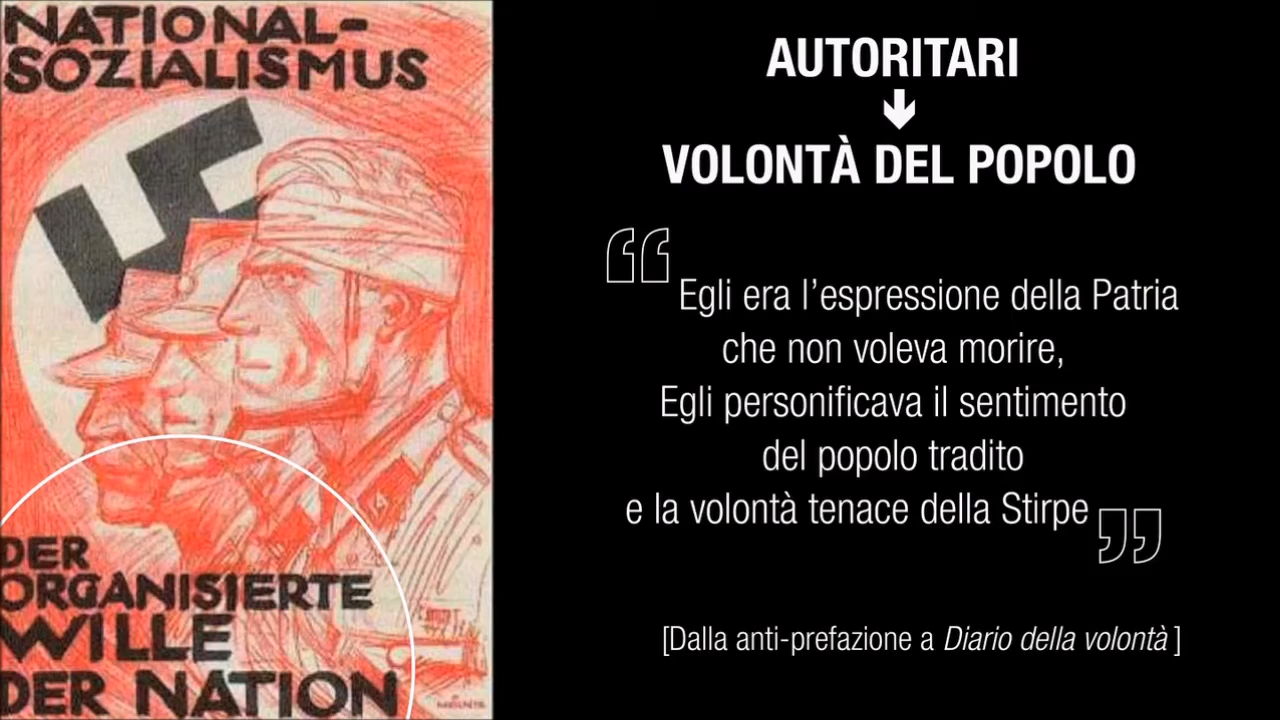 NATIONAL-
SOZIALISMUS
DER
ORGANISIERTE
WILLE
DER NATION
AUTORITARI
VOLONTÀ DEL POPOLO
“Egli era l’espressione della Patria
che non voleva morire,
Egli personificava il sentimento
del popolo tradito
e la volontà tenace della Stirpe”
[Dalla anti-prefazione a Diario della volontà ]